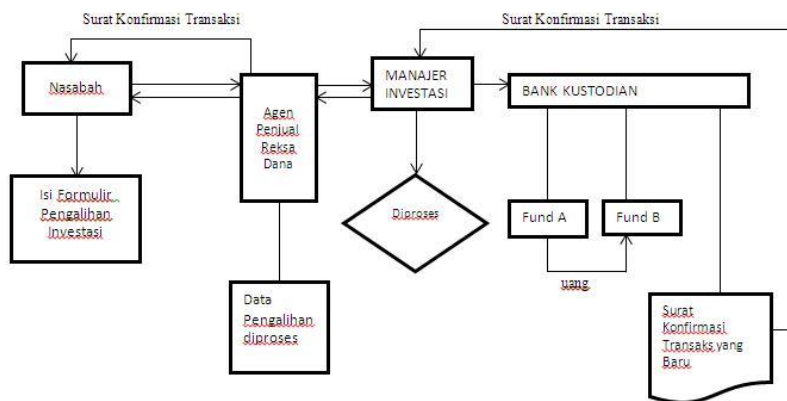 Surat Konfirmasi Transaksi
Surat Konfirmasi Transaksi
Nasabah
Agen
Penjual
Reksa
Dana
MANAJER
INVESTASI
BANK KUSTODIAN
Isi Formulir
Pengalihan
Investasi
Diproses
Fund A
Fund B
uang
Data
Pengalihan
diproses
Surat
Konfirmasi
Transaks yang
Baru